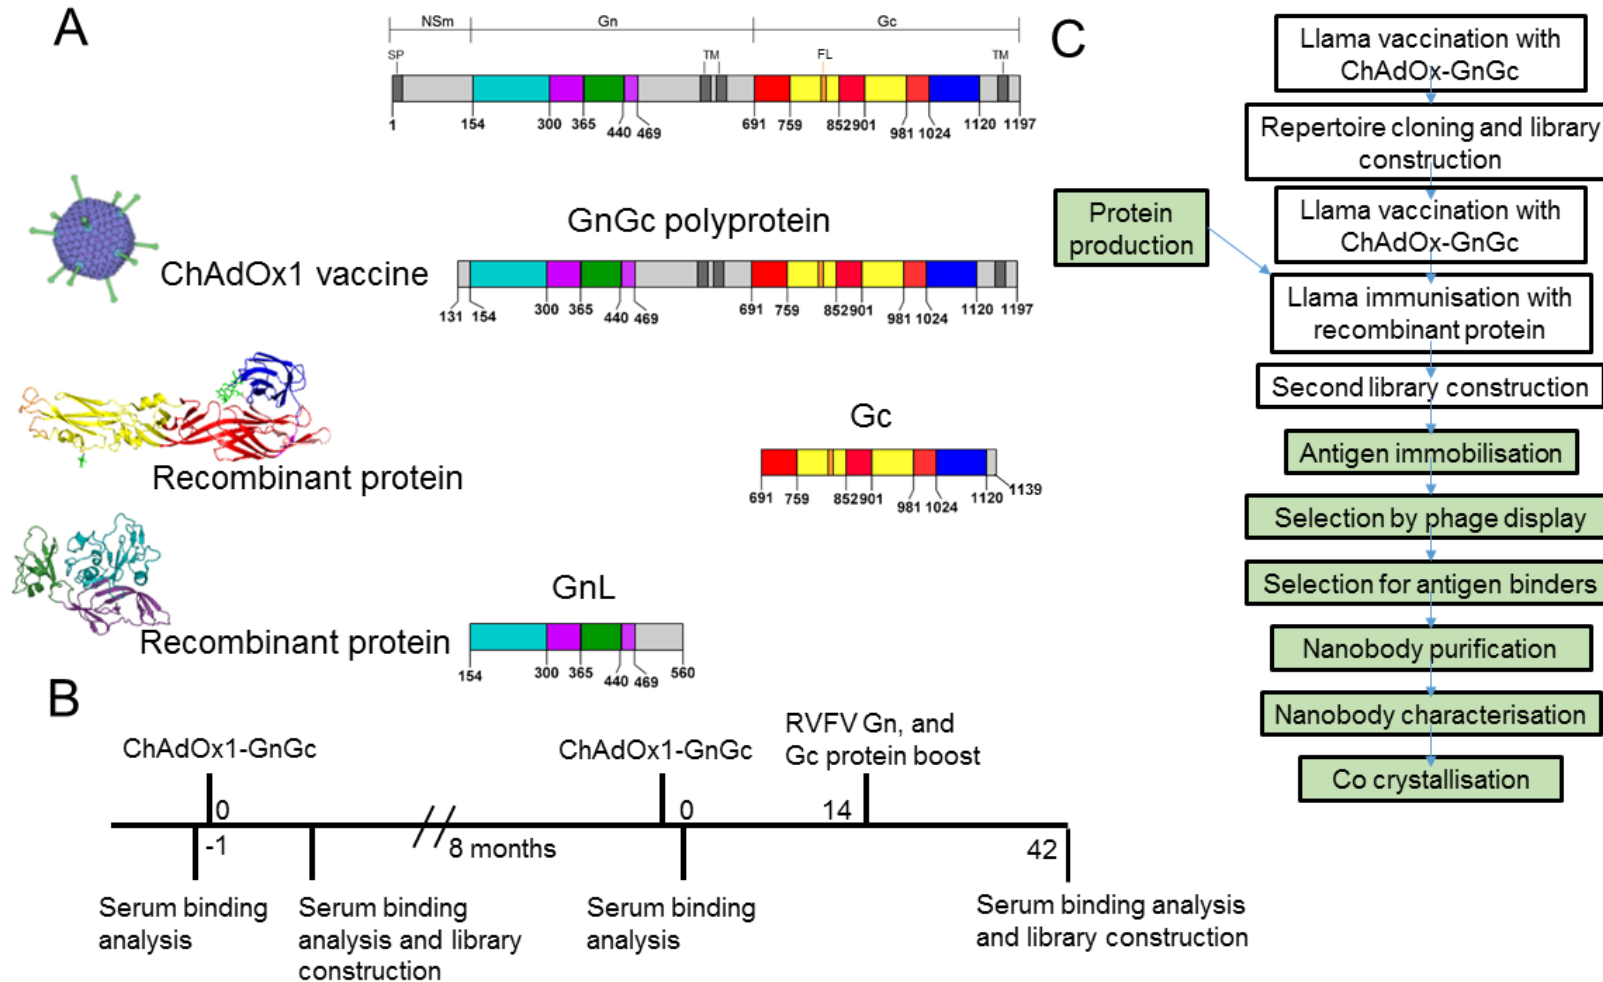 A
NSm Gn Gc
SP TM FL TM
1 154 300 365 440 469 691 759 852 901 981 1024 1120 1197
GnGc polyprotein
ChAdOx1 vaccine
131 154 300 365 440 469 691 759 852 901 981 1024 1120 1197
Gc
Recombinant protein
691 759 852 901 981 1024 1120 1139
GnL
Recombinant protein
154 300 365 440 469 560
B
ChAdOx1-GnGc
0
-1
8 months
ChAdOx1-GnGc
0
RVFV Gn, and
Gc protein boost
14
42
Serum binding
analysis
Serum binding
analysis and library
construction
Serum binding
analysis
Serum binding analysis
and library construction
C
Llama vaccination with
ChAdOx-GnGc
Repertoire cloning and library
construction
Llama vaccination with
ChAdOx-GnGc
Protein
production
Llama immunisation with
recombinant protein
Second library construction
Antigen immobilisation
Selection by phage display
Selection for antigen binders
Nanobody purification
Nanobody characterisation
Co crystallisation